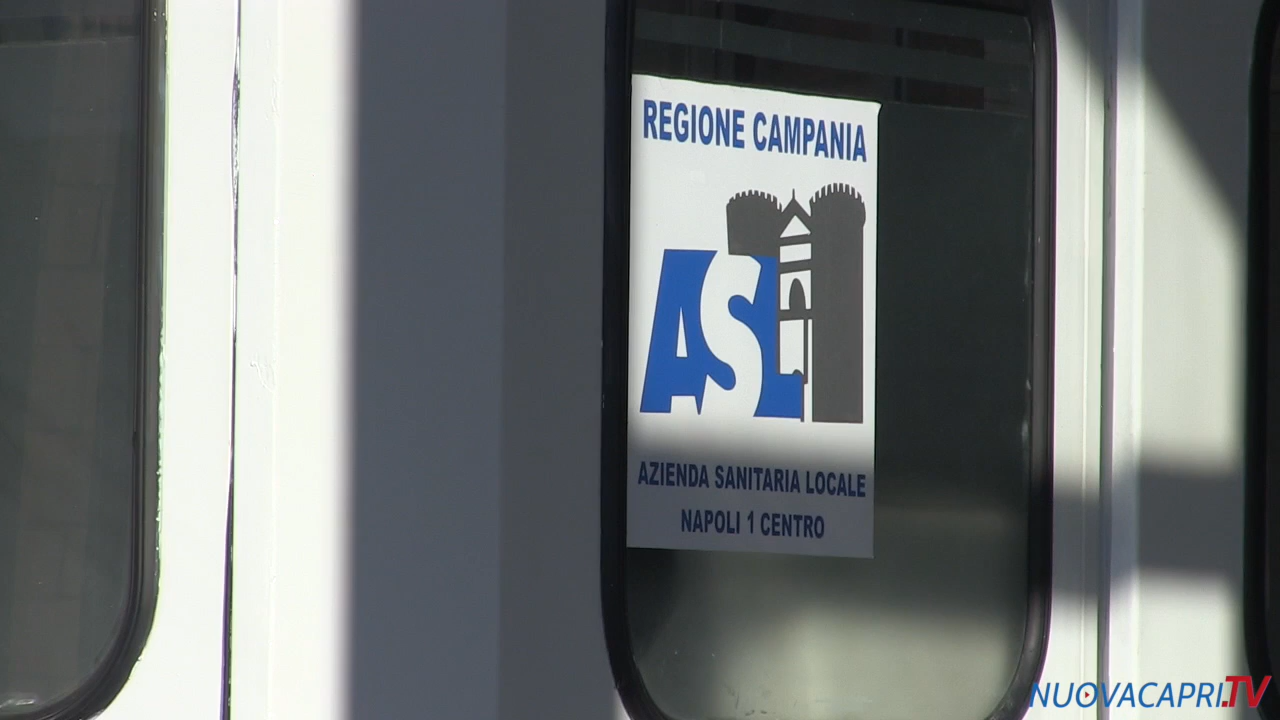 REGIONE CAMPANIA
ASL
AZIENDA SANITARIA LOCALE
NAPOLI 1 CENTRO
NUOVACAPRI.TV